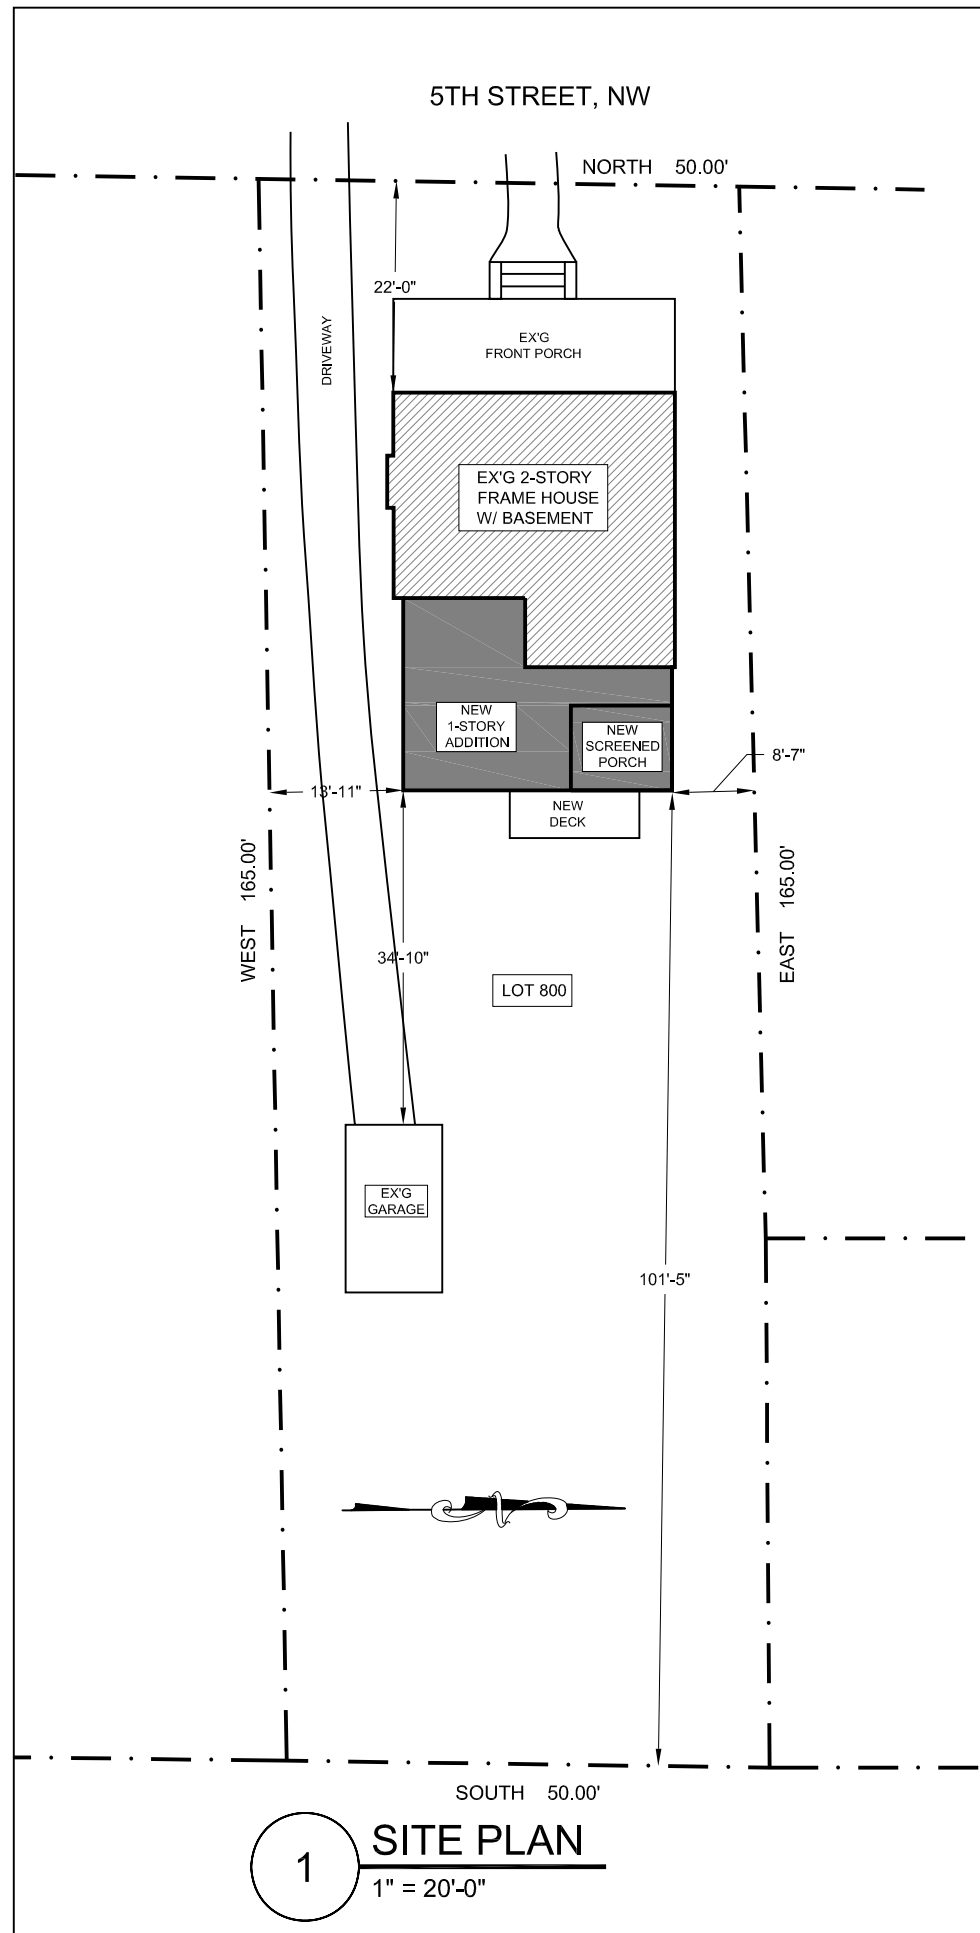 5TH STREET, NW
NORTH 50.00'
22'-0"
DRIVEWAY
EX'G
FRONT PORCH
EX'G 2-STORY
FRAME HOUSE
W/ BASEMENT
NEW
1-STORY
ADDITION
NEW
SCREENED
PORCH
8'-7"
13'-11"
NEW
DECK
WEST 165.00'
EAST 165.00'
34'-10"
LOT 800
EX'G
GARAGE
101'-5"
SOUTH 50.00'
1
SITE PLAN
1" = 20'-0"